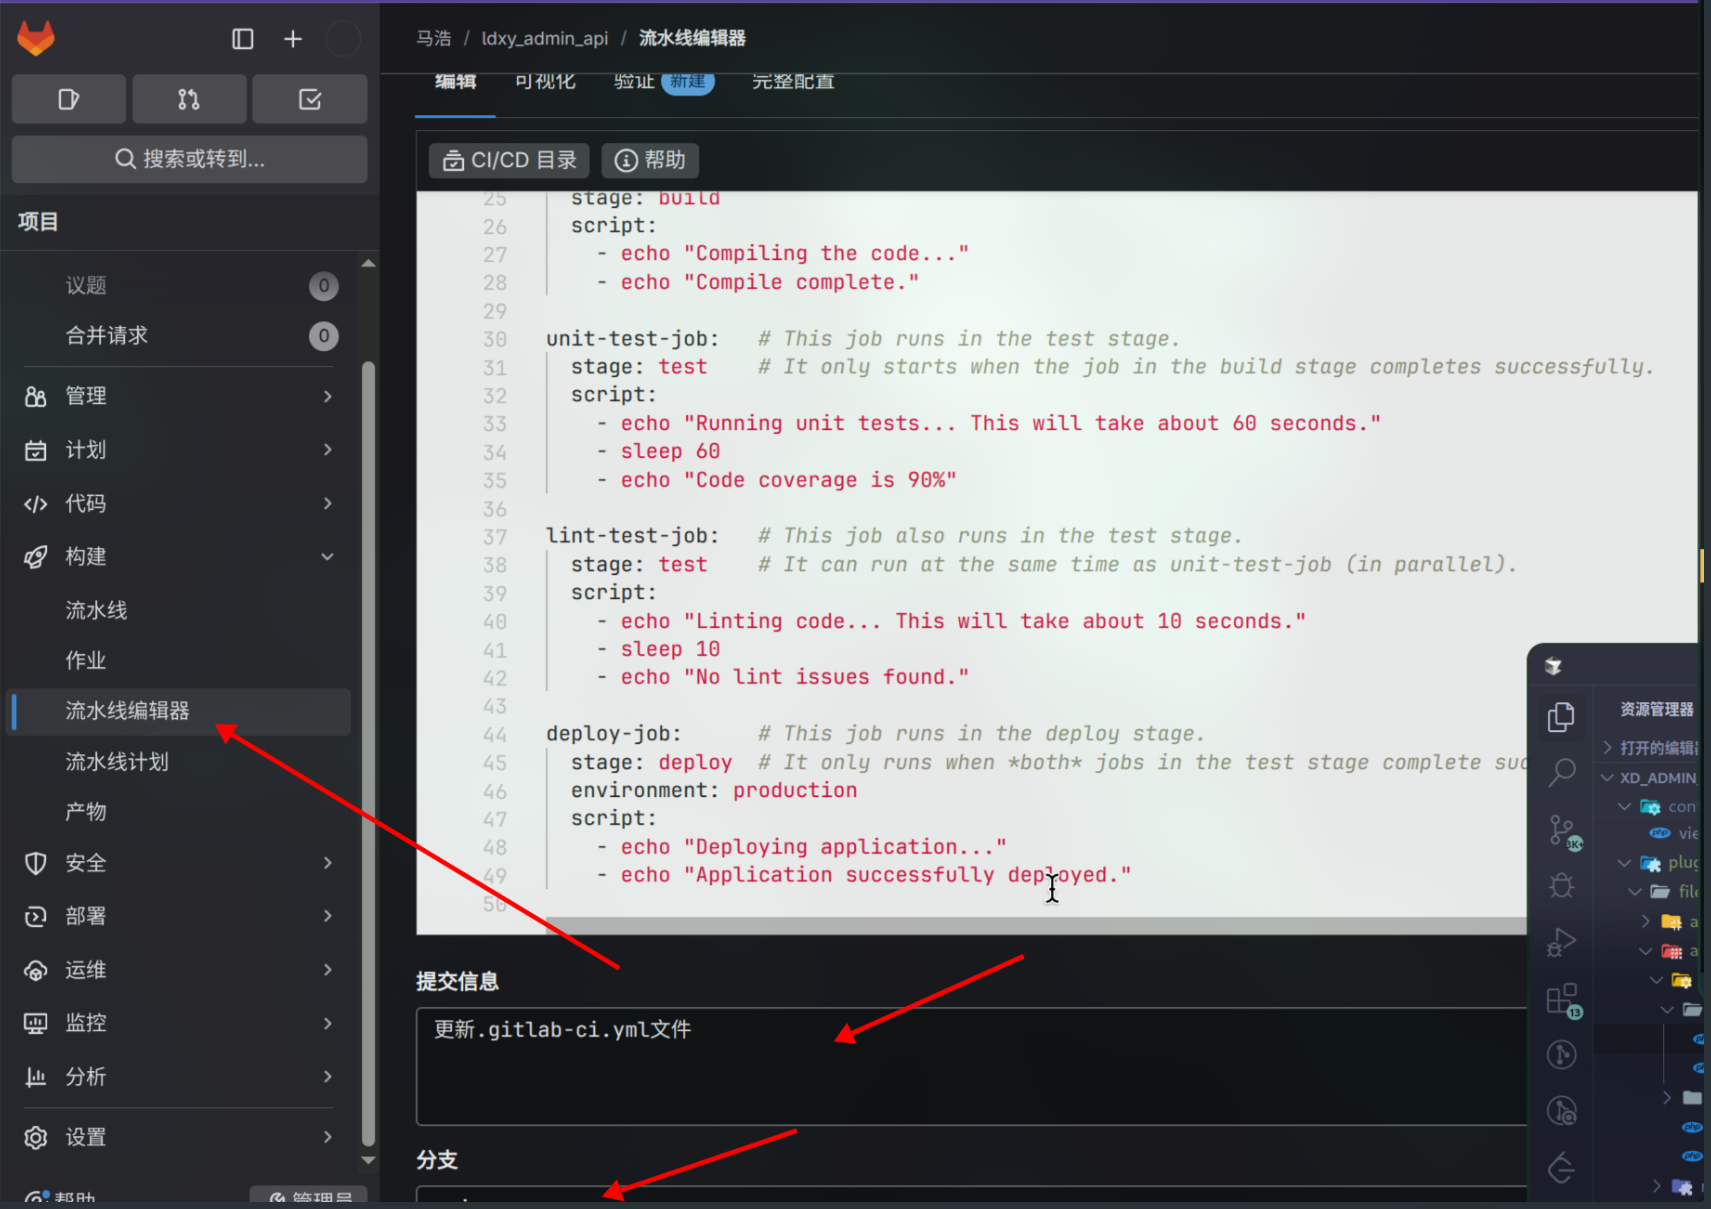 马浩 / ldxy_admin_api / 流水线编辑器
编辑 可视化 验证 新建 完整配置
搜索或转到...
项目
议题 0
合并请求 0
管理
计划
代码
构建
流水线
作业
流水线编辑器
流水线计划
产物
安全
部署
运维
监控
分析
设置
帮助 管理员
CI/CD 目录 帮助
25 stage: build
26 script:
27 - echo "Compiling the code..."
28 - echo "Compile complete."
29
30 unit-test-job: # This job runs in the test stage.
31 stage: test # It only starts when the job in the build stage completes successfully.
32 script:
33 - echo "Running unit tests... This will take about 60 seconds."
34 - sleep 60
35 - echo "Code coverage is 90%"
36
37 lint-test-job: # This job also runs in the test stage.
38 stage: test # It can run at the same time as unit-test-job (in parallel).
39 script:
40 - echo "Linting code... This will take about 10 seconds."
41 - sleep 10
42 - echo "No lint issues found."
43
44 deploy-job: # This job runs in the deploy stage.
45 stage: deploy # It only runs when *both* jobs in the test stage complete suc
46 environment: production
47 script:
48 - echo "Deploying application..."
49 - echo "Application successfully deployed."
50
提交信息
更新.gitlab-ci.yml文件
分支
资源管理器
打开的编辑
XD_ADMIN_
con
vie
plug
file
a
a
13